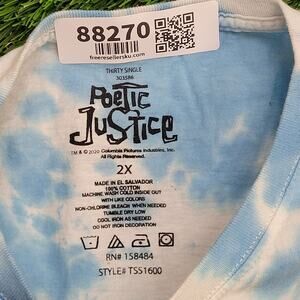 88270
freeresellersku.com
THIRTY SINGLE
303586
POETIC
JUSTICE
TM & © 2020 Columbia Pictures Industries, Inc.
All Rights Reserved.
2X
MADE IN EL SALVADOR
100% COTTON
MACHINE WASH COLD INSIDE OUT
WITH LIKE COLORS
NON-CHLORINE BLEACH WHEN NEEDED
TUMBLE DRY LOW
COOL IRON AS NEEDED
DO NOT IRON DECORATION
RN# 158484
STYLE# TSS1600